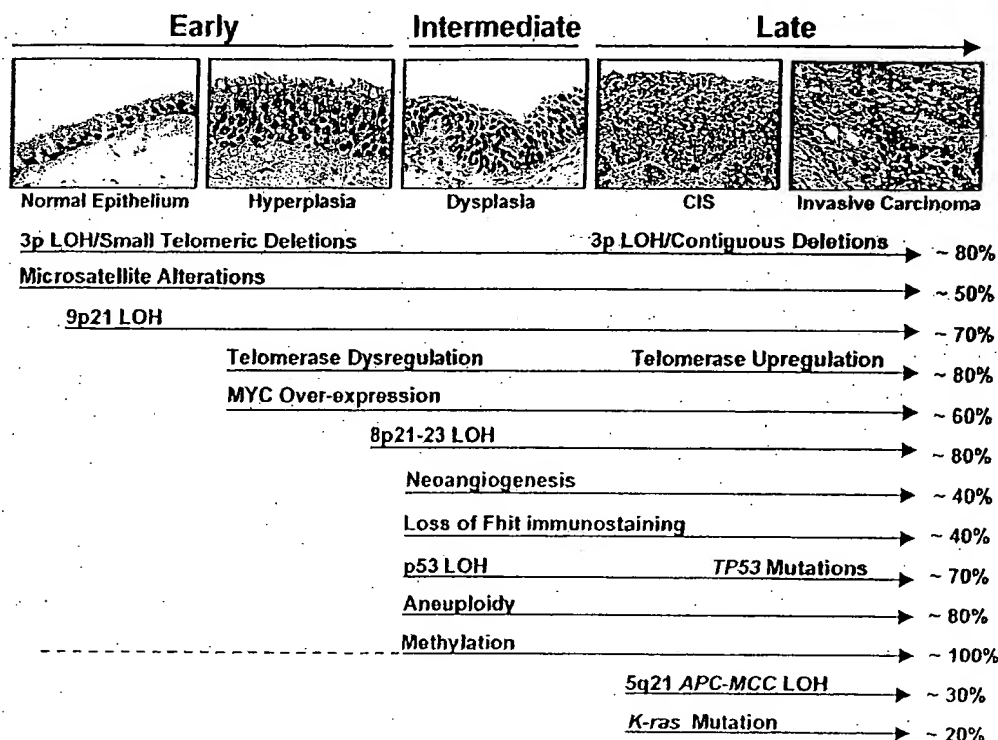 Early Intermediate Late
Normal Epithelium Hyperplasia Dysplasia CIS Invasive Carcinoma
3p LOH/Small Telomeric Deletions 3p LOH/Contiguous Deletions ~ 80%
Microsatellite Alterations ~ 50%
9p21 LOH ~ 70%
Telomerase Dysregulation Telomerase Upregulation ~ 80%
MYC Over-expression ~ 60%
8p21-23 LOH ~ 80%
Neoangiogenesis ~ 40%
Loss of Fhit immunostaining ~ 40%
p53 LOH TP53 Mutations ~ 70%
Aneuploidy ~ 80%
Methylation ~ 100%
5q21 APC-MCC LOH ~ 30%
K-ras Mutation ~ 20%